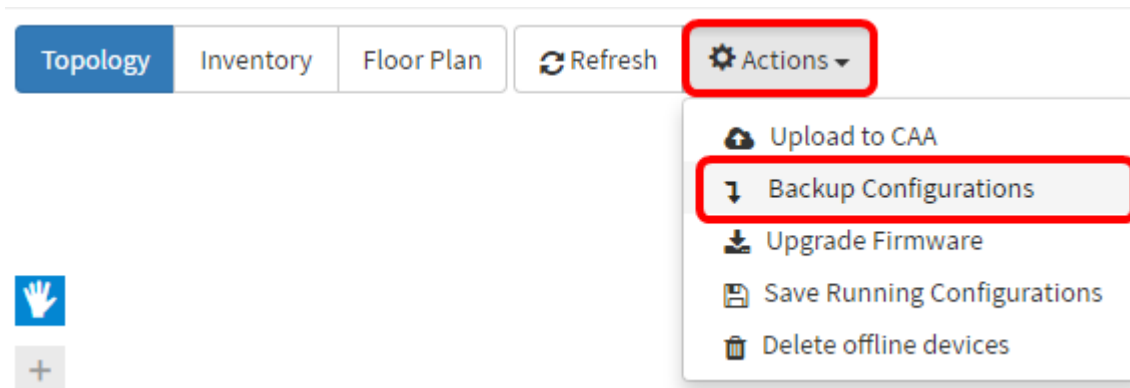 Topology Inventory Floor Plan Refresh Actions
Upload to CAA
Backup Configurations
Upgrade Firmware
Save Running Configurations
Delete offline devices